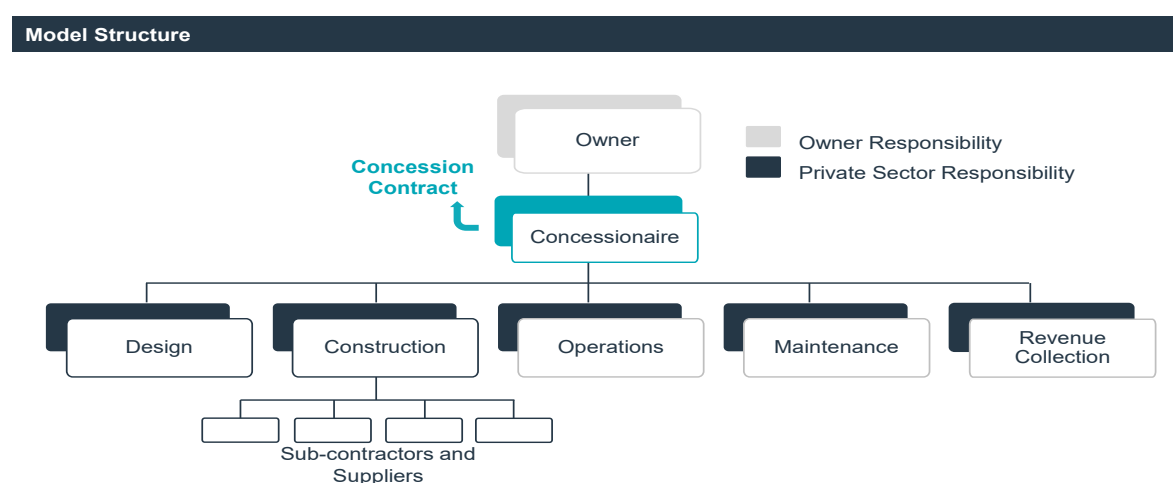 Model Structure
Owner
Owner Responsibility
Private Sector Responsibility
Concession
Contract
Concessionaire
Design
Construction
Operations
Maintenance
Revenue
Collection
Sub-contractors and
Suppliers